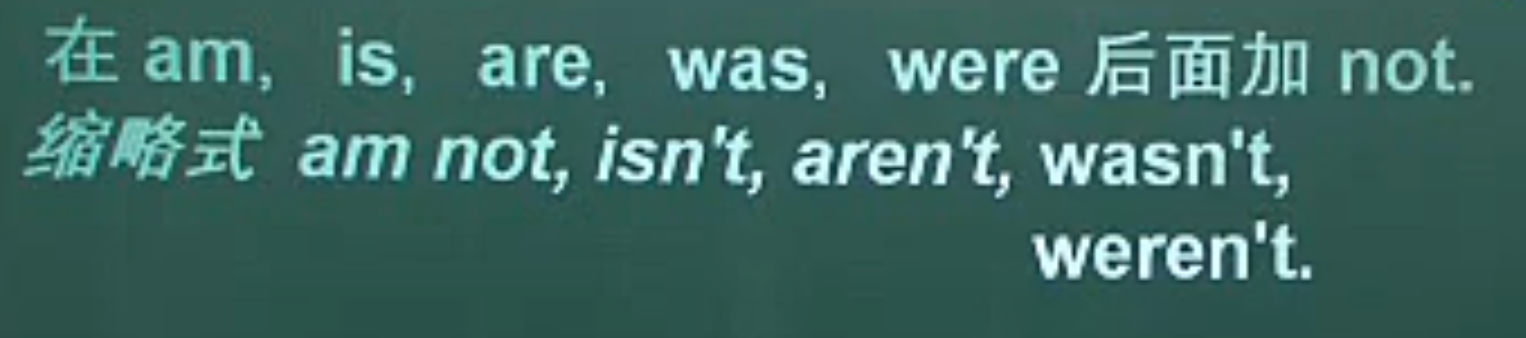 在 am, is, are, was, were 后面加 not.
缩略式 am not, isn't, aren't, wasn't,
weren't.